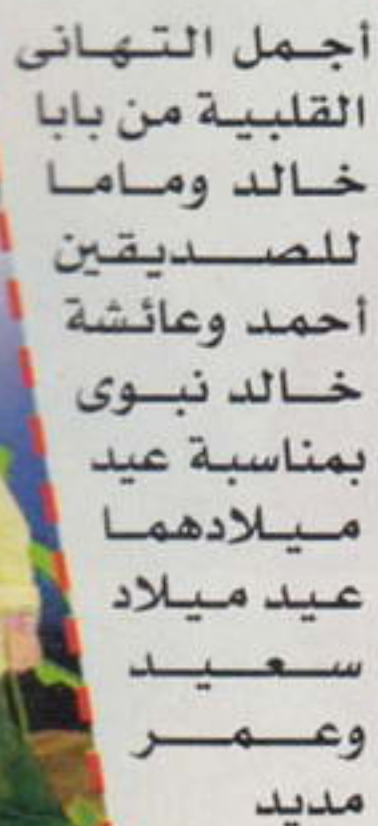 أجمل التهانى
القلبية من بابا
خالد وماما
للصديقين
أحمد وعائشة
خالد نبوى
بمناسبة عيد
ميلادهما
عيد ميلاد
سعيد
وعمر
مديد